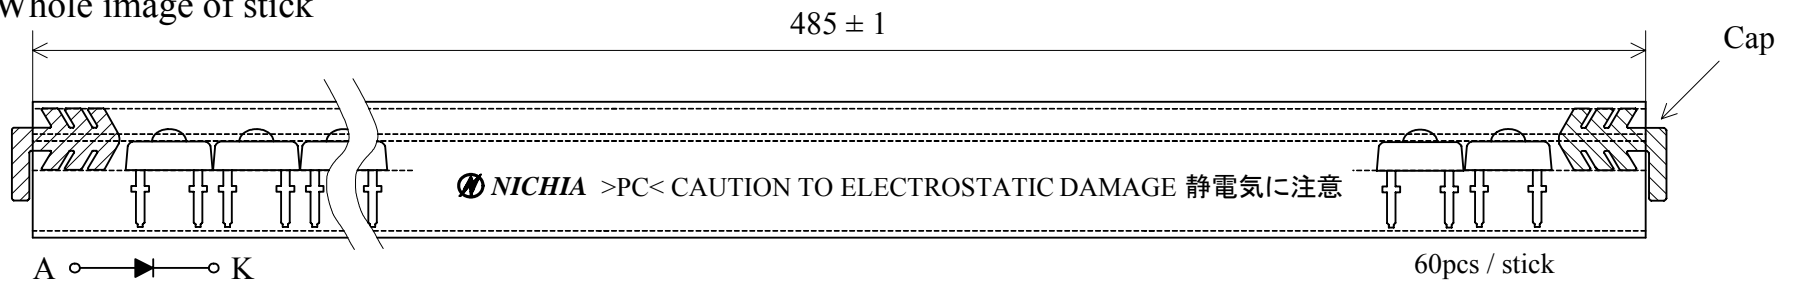 Whole image of stick
485 ± 1
Cap
NICHIA >PC< CAUTION TO ELECTROSTATIC DAMAGE 静電気に注意
A K
60pcs / stick